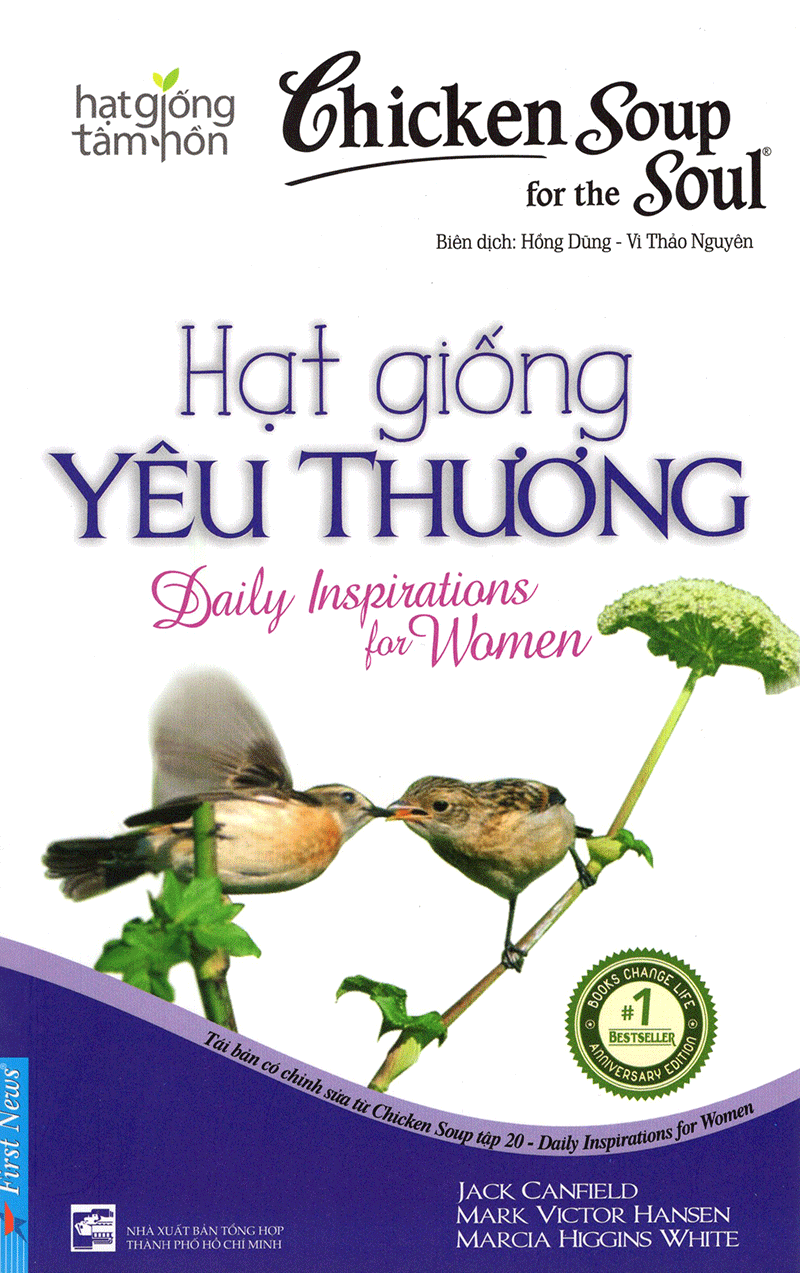 hạt giống
tâm hồn
Chicken Soup
for the Soul®
Biên dịch: Hồng Dũng - Vi Thảo Nguyên
Hạt giống
YÊU THƯƠNG
Daily Inspirations
for Women
BOOKS CHANGE LIFE
#1
BESTSELLER
ANNIVERSARY EDITION
Tái bản có chỉnh sửa từ Chicken Soup tập 20 - Daily Inspirations for Women
First News®
JACK CANFIELD
MARK VICTOR HANSEN
MARCIA HIGGINS WHITE
NHÀ XUẤT BẢN TỔNG HỢP
THÀNH PHỐ HỒ CHÍ MINH